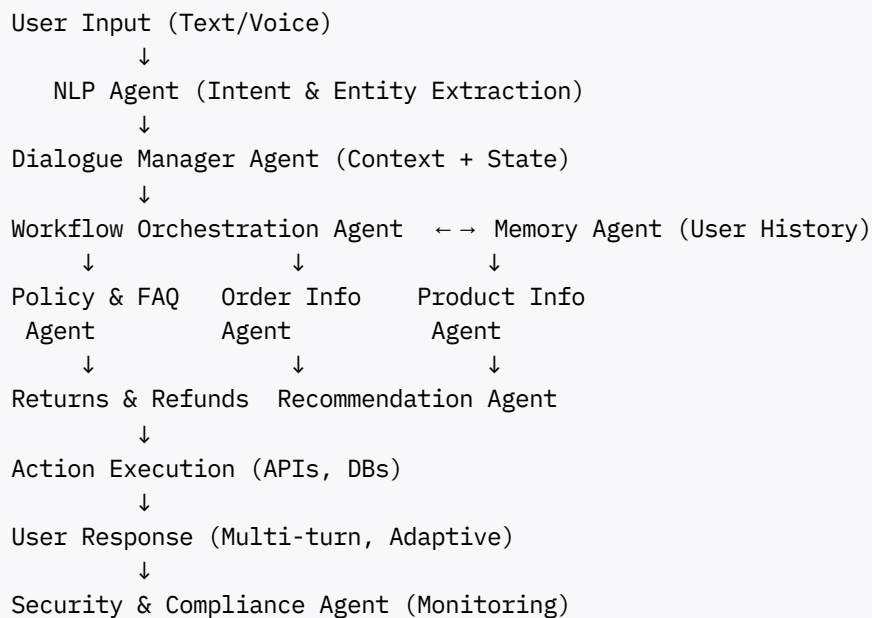 User Input (Text/Voice)
↓
NLP Agent (Intent & Entity Extraction)
↓
Dialogue Manager Agent (Context + State)
↓
Workflow Orchestration Agent ←→ Memory Agent (User History)
↓ ↓ ↓
Policy & FAQ Order Info Product Info
Agent Agent Agent
↓ ↓ ↓
Returns & Refunds Recommendation Agent
↓
Action Execution (APIs, DBs)
↓
User Response (Multi-turn, Adaptive)
↓
Security & Compliance Agent (Monitoring)